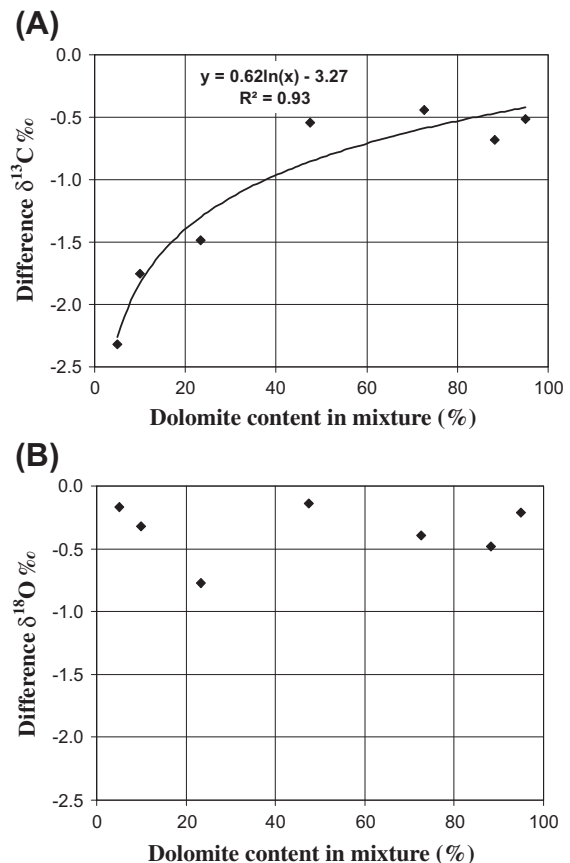 (A)
y = 0.62ln(x) - 3.27
R² = 0.93
0.0
-0.5
-1.0
-1.5
-2.0
-2.5
Difference δ¹³C ‰
0 20 40 60 80 100
Dolomite content in mixture (%)
(B)
0.0
-0.5
-1.0
-1.5
-2.0
-2.5
Difference δ¹⁸O ‰
0 20 40 60 80 100
Dolomite content in mixture (%)